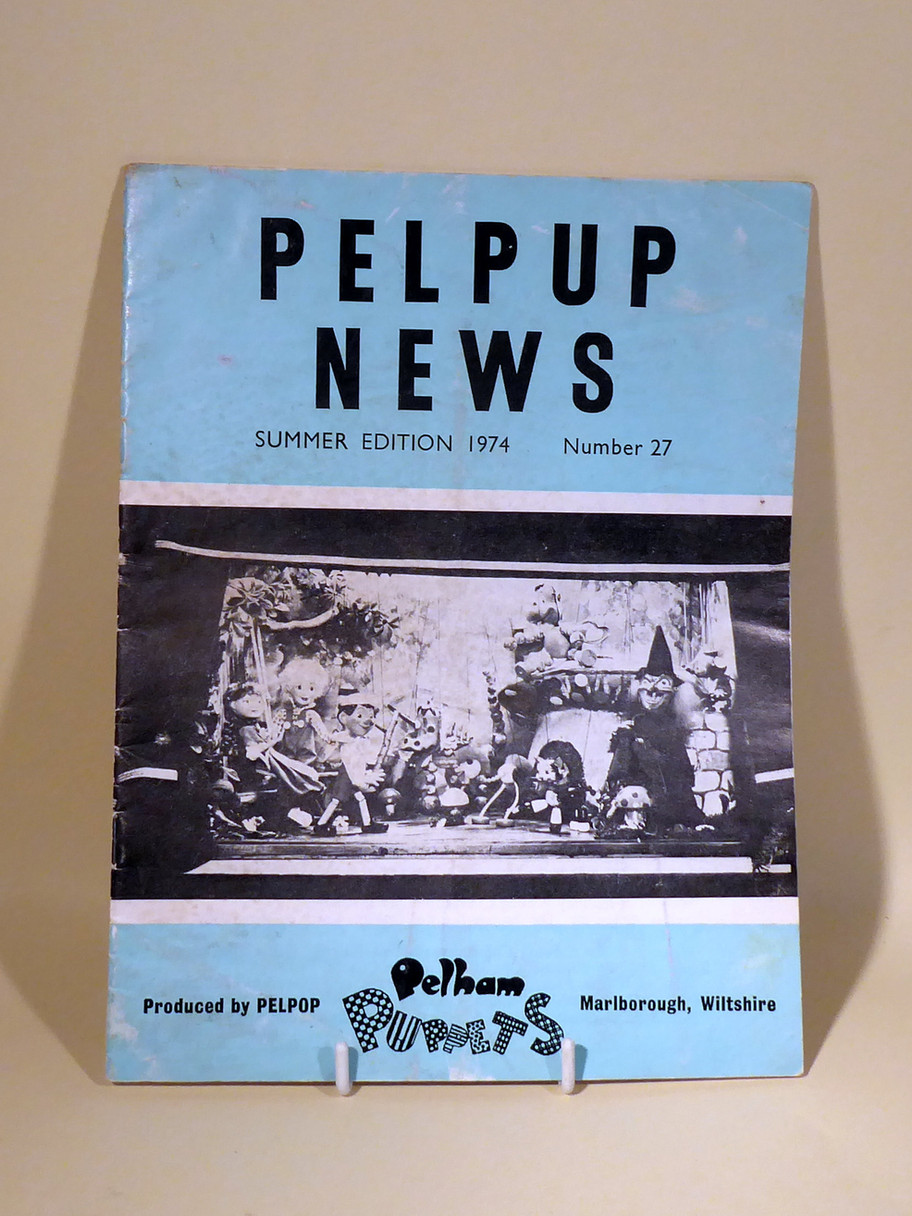 PELPUP
NEWS
SUMMER EDITION 1974 Number 27
Produced by PELPOP
Pelham
PUPPETS
Marlborough, Wiltshire